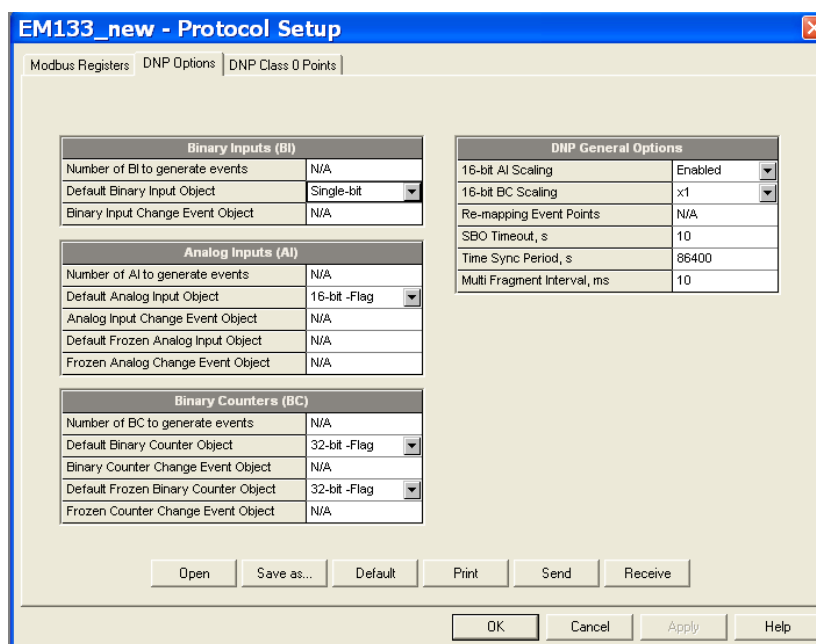 EM133_new - Protocol Setup
Modbus Registers DNP Options DNP Class 0 Points
Binary Inputs (BI)
Number of BI to generate events N/A
Default Binary Input Object Single-bit
Binary Input Change Event Object N/A
Analog Inputs (AI)
Number of AI to generate events N/A
Default Analog Input Object 16-bit -Flag
Analog Input Change Event Object N/A
Default Frozen Analog Input Object N/A
Frozen Analog Change Event Object N/A
Binary Counters (BC)
Number of BC to generate events N/A
Default Binary Counter Object 32-bit -Flag
Binary Counter Change Event Object N/A
Default Frozen Binary Counter Object 32-bit -Flag
Frozen Counter Change Event Object N/A
DNP General Options
16-bit AI Scaling Enabled
16-bit BC Scaling x1
Re-mapping Event Points N/A
SBO Timeout, s 10
Time Sync Period, s 86400
Multi Fragment Interval, ms 10
Open Save as... Default Print Send Receive
OK Cancel Apply Help